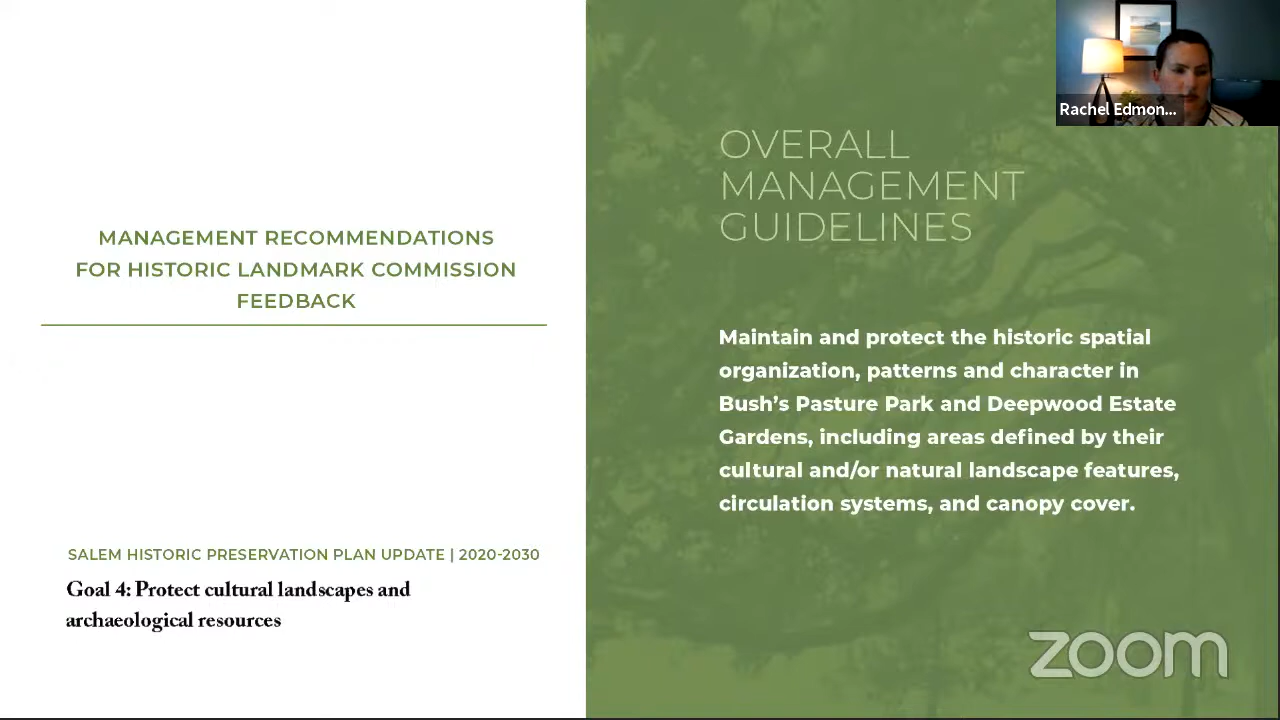 MANAGEMENT RECOMMENDATIONS
FOR HISTORIC LANDMARK COMMISSION
FEEDBACK
SALEM HISTORIC PRESERVATION PLAN UPDATE | 2020-2030
Goal 4: Protect cultural landscapes and
archaeological resources
OVERALL
MANAGEMENT
GUIDELINES
Maintain and protect the historic spatial
organization, patterns and character in
Bush’s Pasture Park and Deepwood Estate
Gardens, including areas defined by their
cultural and/or natural landscape features,
circulation systems, and canopy cover.
Rachel Edmon...
zoom